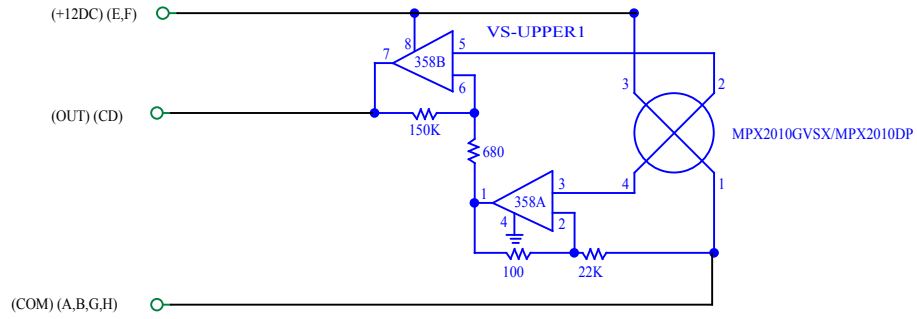 (+12DC) (E,F)
VS-UPPER1
8
7
358B
5
6
3
2
(OUT) (CD)
150K
MPX2010GVSX/MPX2010DP
680
4
1
1
358A
3
4
2
100
22K
(COM) (A,B,G,H)